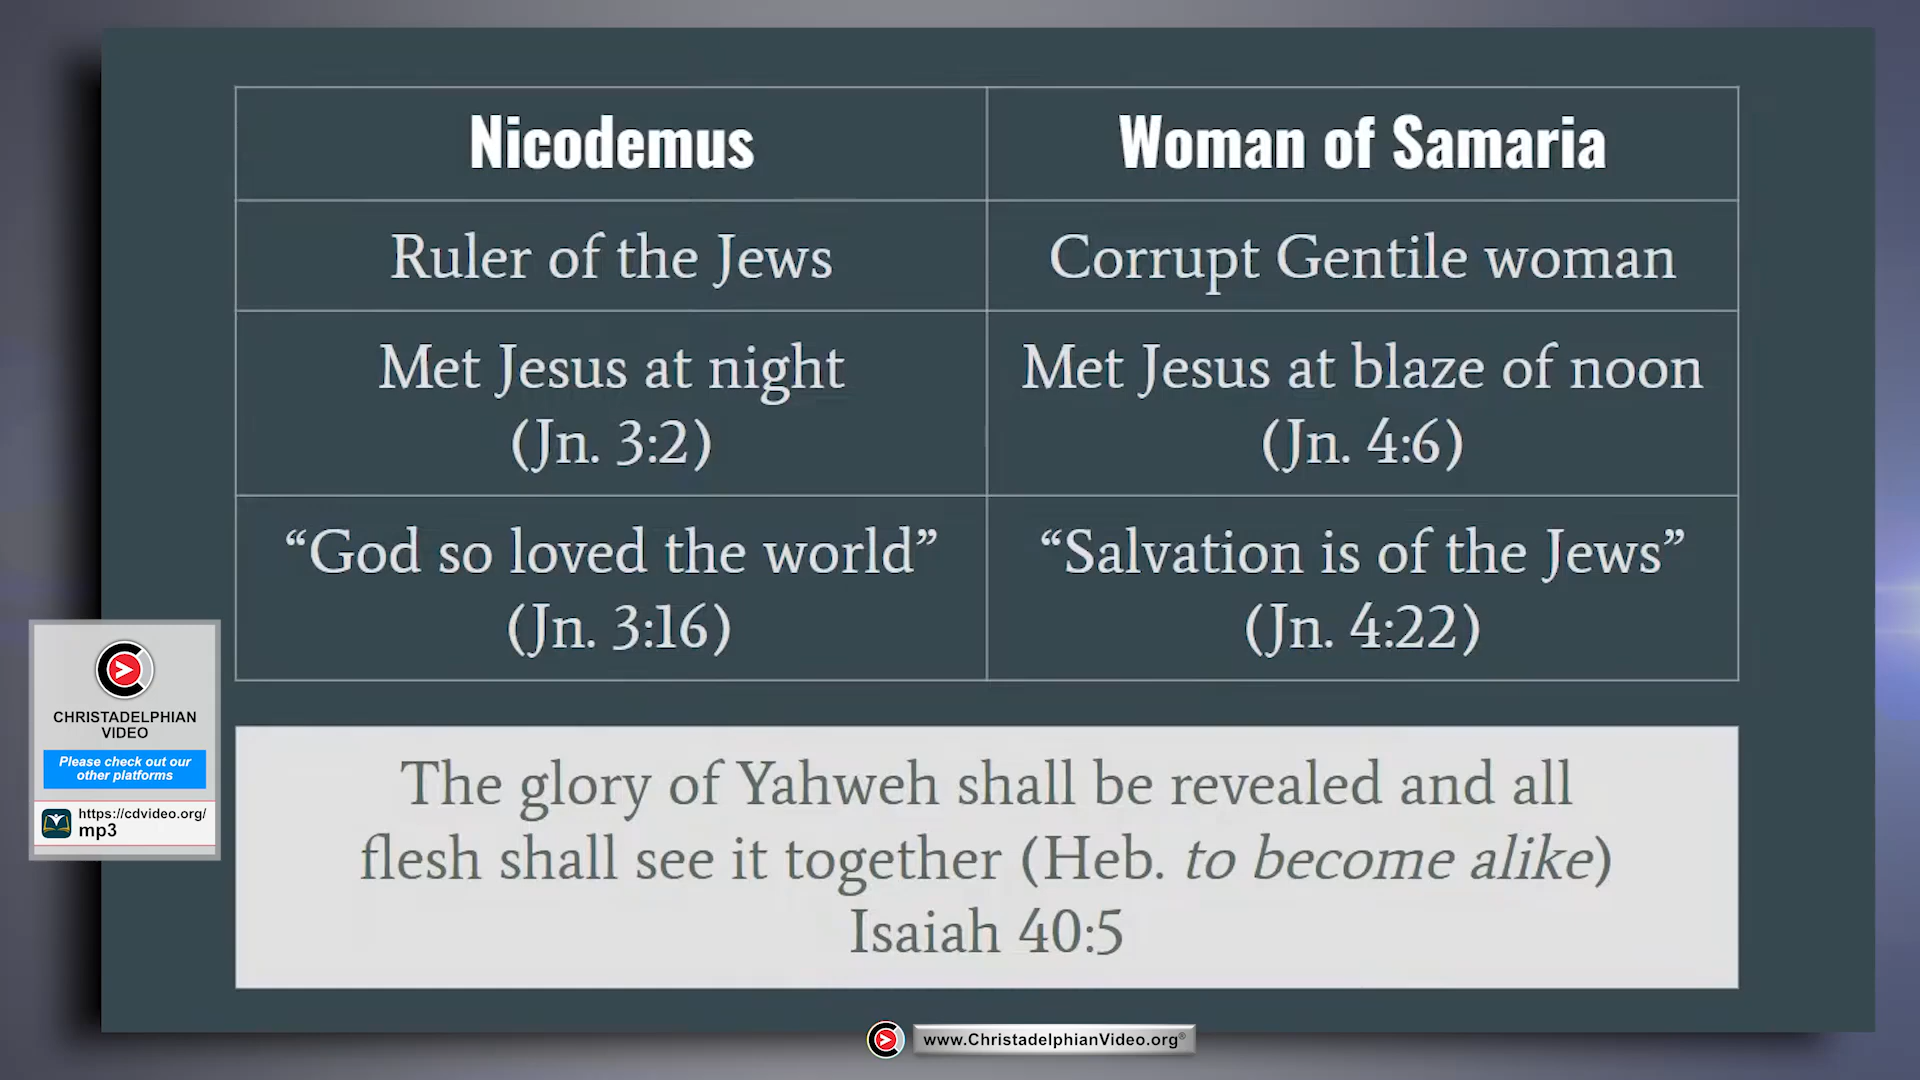 Nicodemus
Woman of Samaria
Ruler of the Jews
Corrupt Gentile woman
Met Jesus at night
(Jn. 3:2)
Met Jesus at blaze of noon
(Jn. 4:6)
“God so loved the world”
(Jn. 3:16)
“Salvation is of the Jews”
(Jn. 4:22)
The glory of Yahweh shall be revealed and all
flesh shall see it together (Heb. to become alike)
Isaiah 40:5
CHRISTADELPHIAN
VIDEO
Please check out our
other platforms
https://cdvideo.org/
mp3
www.ChristadelphianVideo.org®